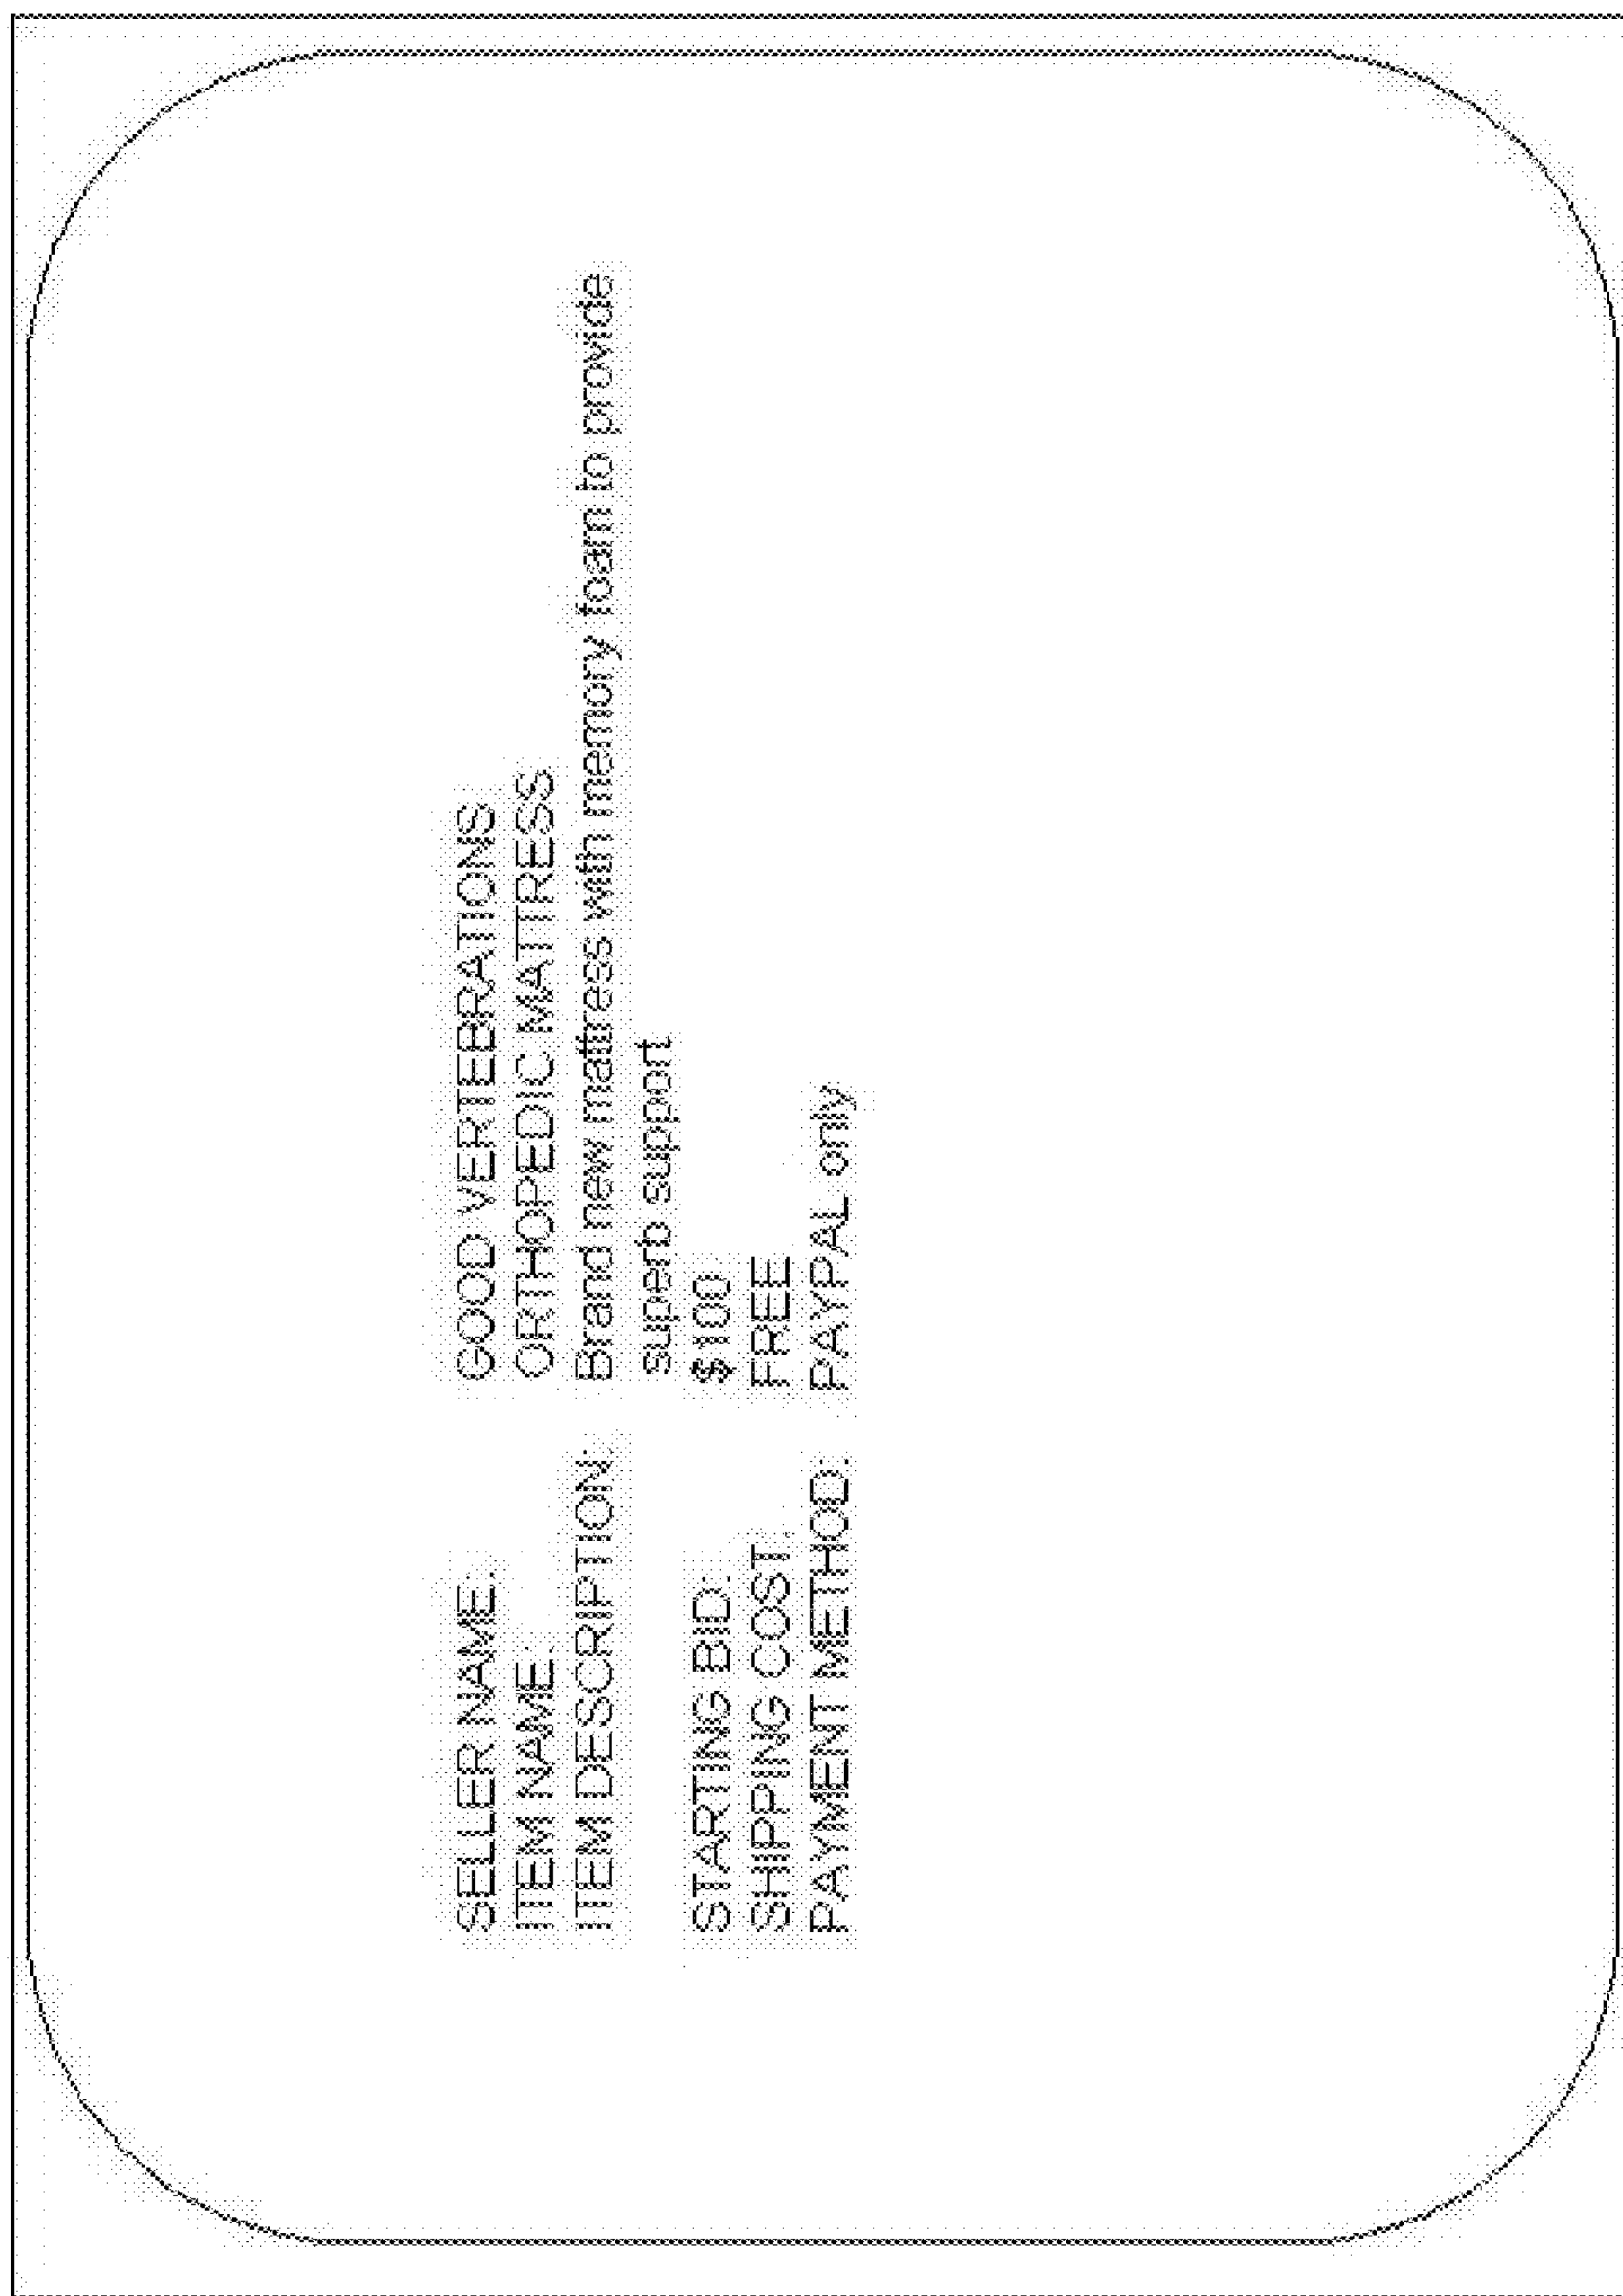 SELLER NAME: GOOD VERTEBRATIONS
ITEM NAME: ORTHOPEDIC MATTRESS
ITEM DESCRIPTION: Brand new mattress with memory foam to provide
superb support
STARTING BID: $100
SHIPPING COST: FREE
PAYMENT METHOD: PAYPAL only